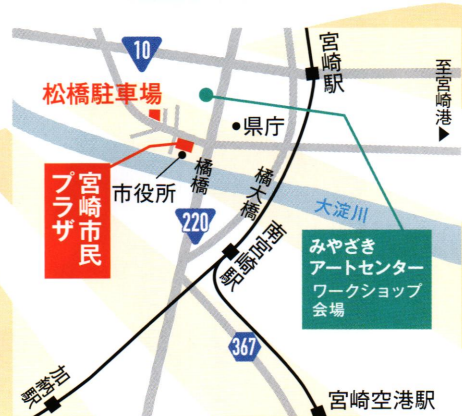 10
宮崎駅
至宮崎港
松橋駐車場
県庁
宮崎市民
プラザ
市役所
橘橋
橘大橋
大淀川
220
南宮崎駅
みやざき
アートセンター
ワークショップ
会場
367
加納駅
宮崎空港駅